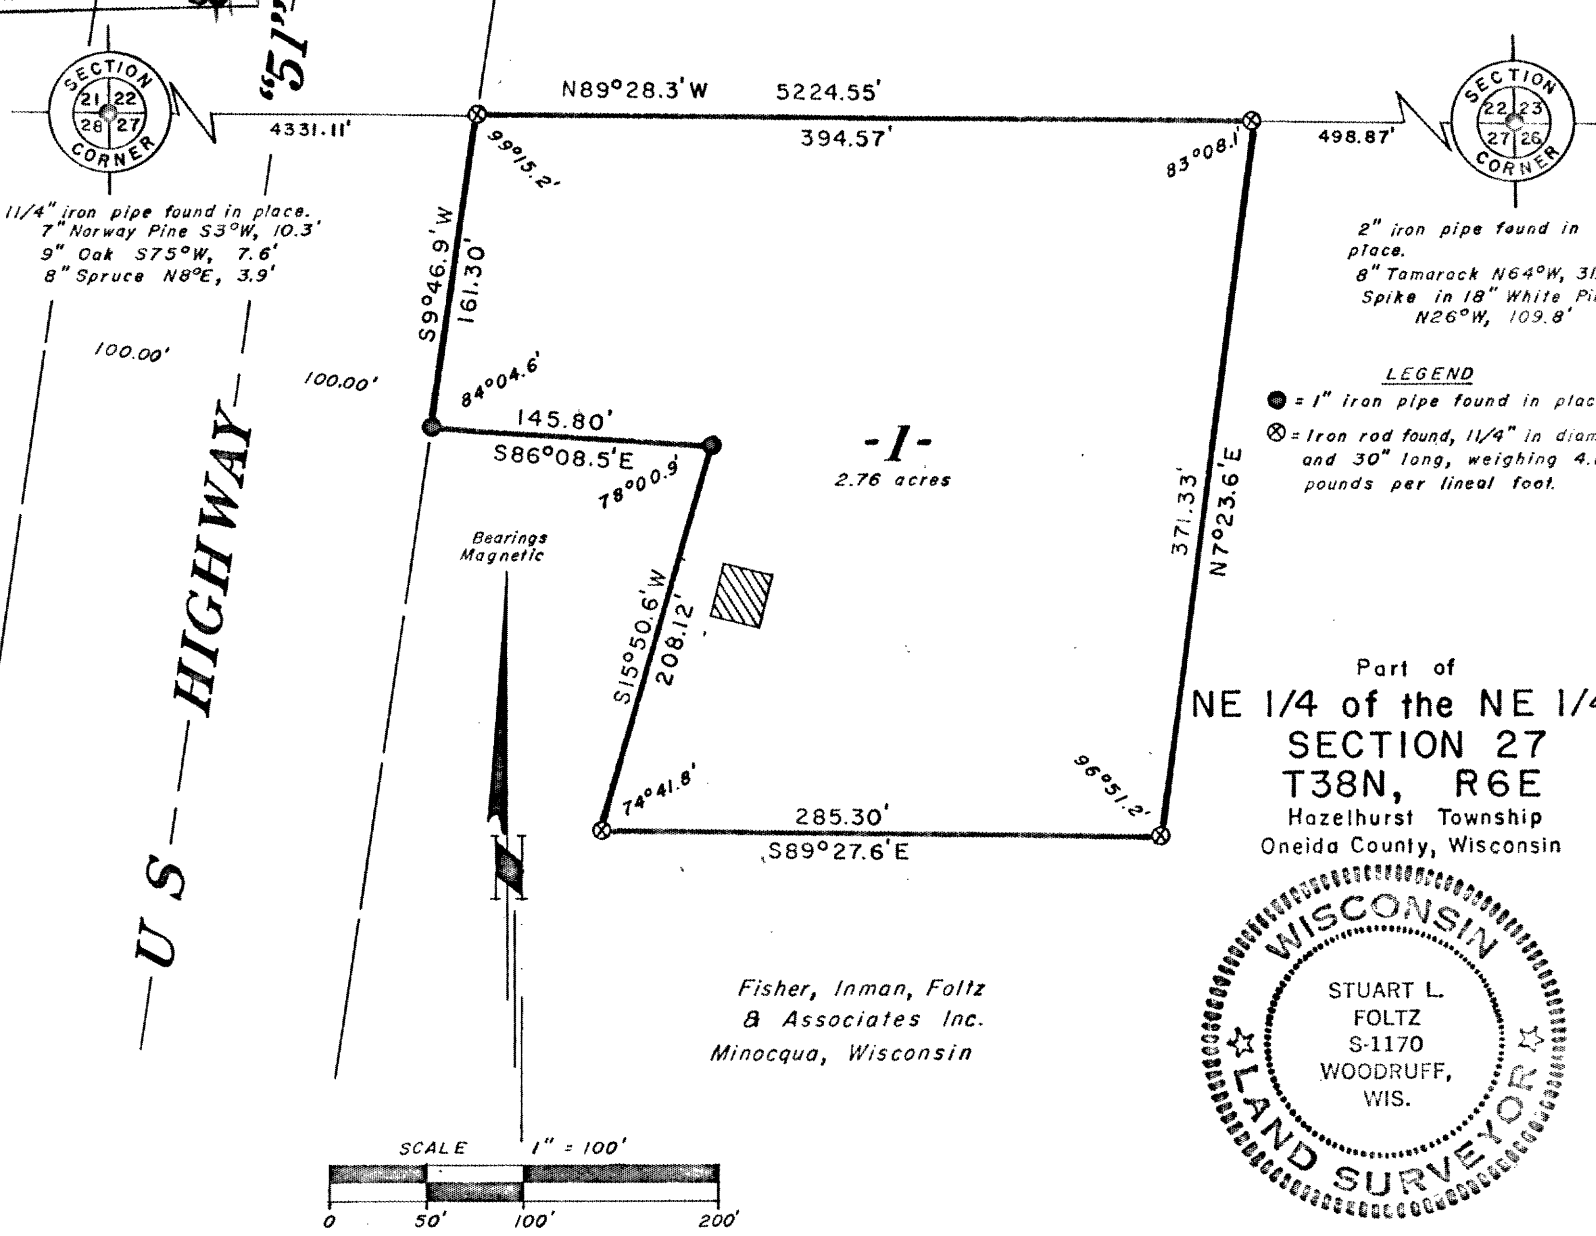 "51"
SECTION
21 22
28 27
CORNER
N89°28.3'W 5224.55'
4331.11'
394.57'
498.87'
SECTION
22 23
27 26
CORNER
99°15.2'
83°08.1'
11/4" iron pipe found in place.
7" Norway Pine S3°W, 10.3'
9" Oak S75°W, 7.6'
8" Spruce N8°E, 3.9'
2" iron pipe found in
place.
8" Tamarack N64°W,
Spike in 18" White
N26°W, 109.8'
S9°46.9'W
161.30'
100.00'
100.00'
84°04.6'
145.80'
S86°08.5'E
78°00.9'
-1-
2.76 acres
LEGEND
= 1" iron pipe found in
= Iron rod found, 11/4" in
and 30" long, weighing
pounds per lineal foot.
371.33'
N7°23.6'E
Bearings
Magnetic
S15°50.6'W
208.12'
74°41.8'
96°51.2'
285.30'
S89°27.6'E
US HIGHWAY
Part of
NE 1/4 of the NE 1/4
SECTION 27
T38N, R6E
Hazelhurst Township
Oneida County, Wisconsin
Fisher, Inman, Foltz
& Associates Inc.
Minocqua, Wisconsin
WISCONSIN
STUART L.
FOLTZ
S-1170
WOODRUFF,
WIS.
LAND SURVEYOR
SCALE 1" = 100'
0 50' 100' 200'